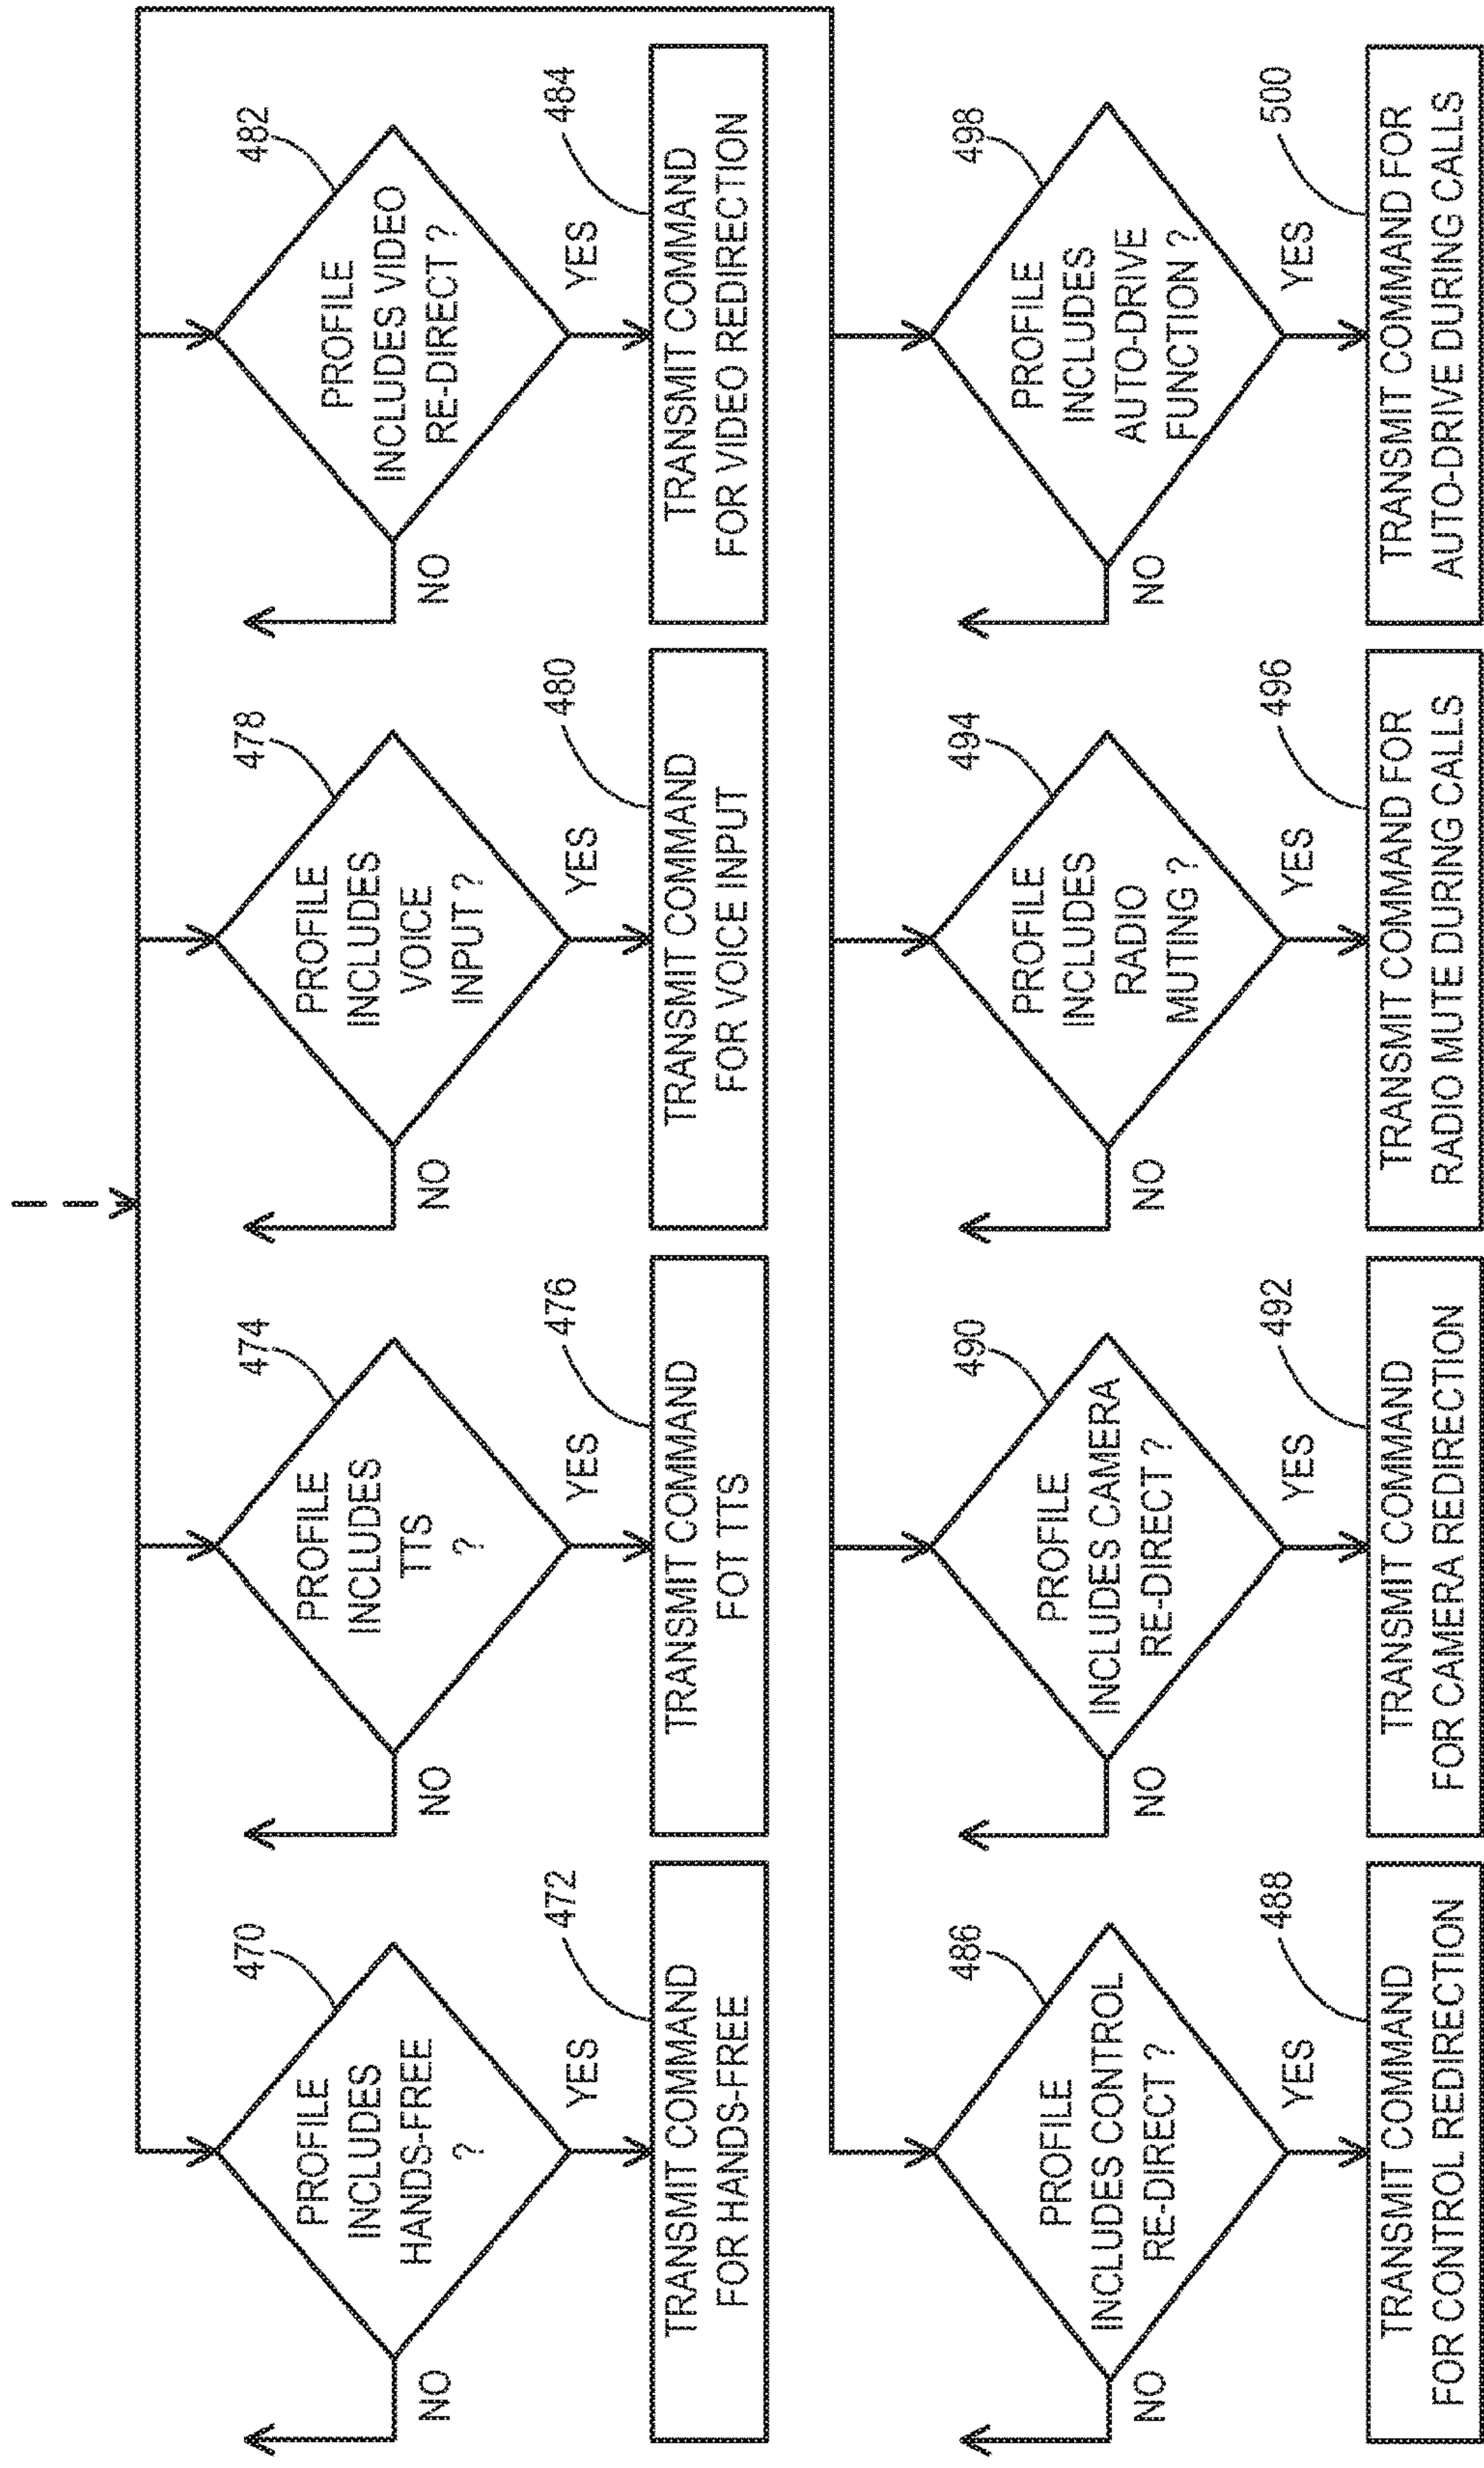 470
PROFILE
INCLUDES
HANDS-FREE
?
NO
YES
472
TRANSMIT COMMAND
FOR HANDS-FREE
474
PROFILE
INCLUDES
TTS
?
NO
YES
476
TRANSMIT COMMAND
FOT TTS
478
PROFILE
INCLUDES
VOICE
INPUT ?
NO
YES
480
TRANSMIT COMMAND
FOR VOICE INPUT
482
PROFILE
INCLUDES VIDEO
RE-DIRECT ?
NO
YES
484
TRANSMIT COMMAND
FOR VIDEO REDIRECTION
486
PROFILE
INCLUDES CONTROL
RE-DIRECT ?
NO
YES
488
TRANSMIT COMMAND
FOR CONTROL REDIRECTION
490
PROFILE
INCLUDES CAMERA
RE-DIRECT ?
NO
YES
492
TRANSMIT COMMAND
FOR CAMERA REDIRECTION
494
PROFILE
INCLUDES
RADIO
MUTING ?
NO
YES
496
TRANSMIT COMMAND FOR
RADIO MUTE DURING CALLS
498
PROFILE
INCLUDES
AUTO-DRIVE
FUNCTION ?
NO
YES
500
TRANSMIT COMMAND FOR
AUTO-DRIVE DURING CALLS